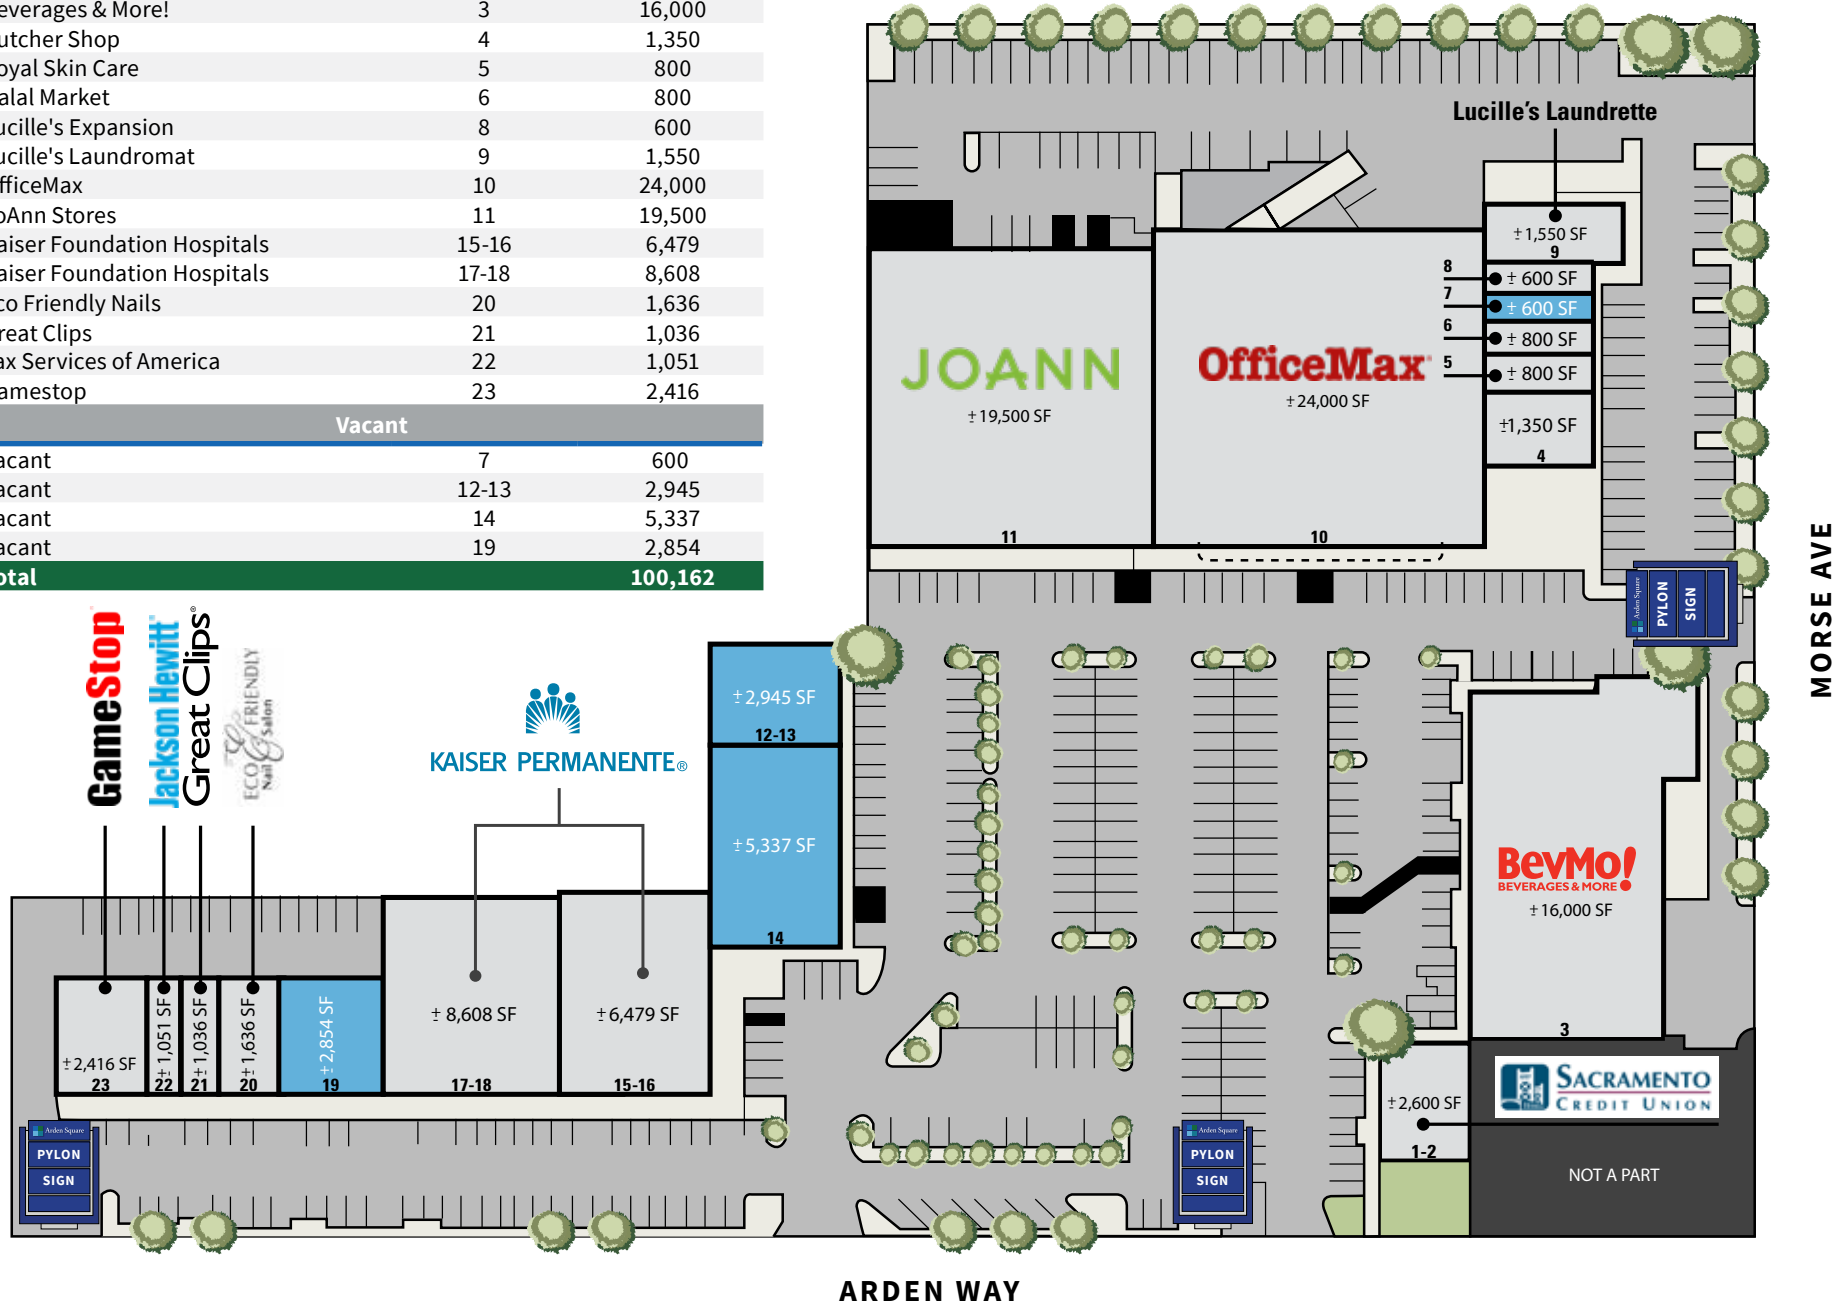 everages & More! 3 16,000
utcher Shop 4 1,350
oyal Skin Care 5 800
alal Market 6 800
ucille's Expansion 8 600
ucille's Laundromat 9 1,550
fficeMax 10 24,000
oAnn Stores 11 19,500
aiser Foundation Hospitals 15-16 6,479
aiser Foundation Hospitals 17-18 8,608
co Friendly Nails 20 1,636
reat Clips 21 1,036
ax Services of America 22 1,051
amestop 23 2,416
Vacant
acant 7 600
acant 12-13 2,945
acant 14 5,337
acant 19 2,854
otal 100,162
Lucille's Laundrette
±1,550 SF
9
8
± 600 SF
7
± 600 SF
6
± 800 SF
5
± 800 SF
±1,350 SF
4
JOANN
±19,500 SF
11
OfficeMax
±24,000 SF
10
Arden Square
PYLON
SIGN
MORSE AVE
GameStop
Jackson Hewitt
Great Clips®
ECO FRIENDLY
Nail & Salon
KAISER PERMANENTE®
±2,945 SF
12-13
±5,337 SF
14
BevMo!
BEVERAGES & MORE!
±16,000 SF
3
±2,416 SF
23
± 1,051 SF
22
± 1,036 SF
21
± 1,636 SF
20
±2,854 SF
19
± 8,608 SF
17-18
±6,479 SF
15-16
SACRAMENTO
CREDIT UNION
±2,600 SF
1-2
NOT A PART
Arden Square
PYLON
SIGN
Arden Square
PYLON
SIGN
ARDEN WAY